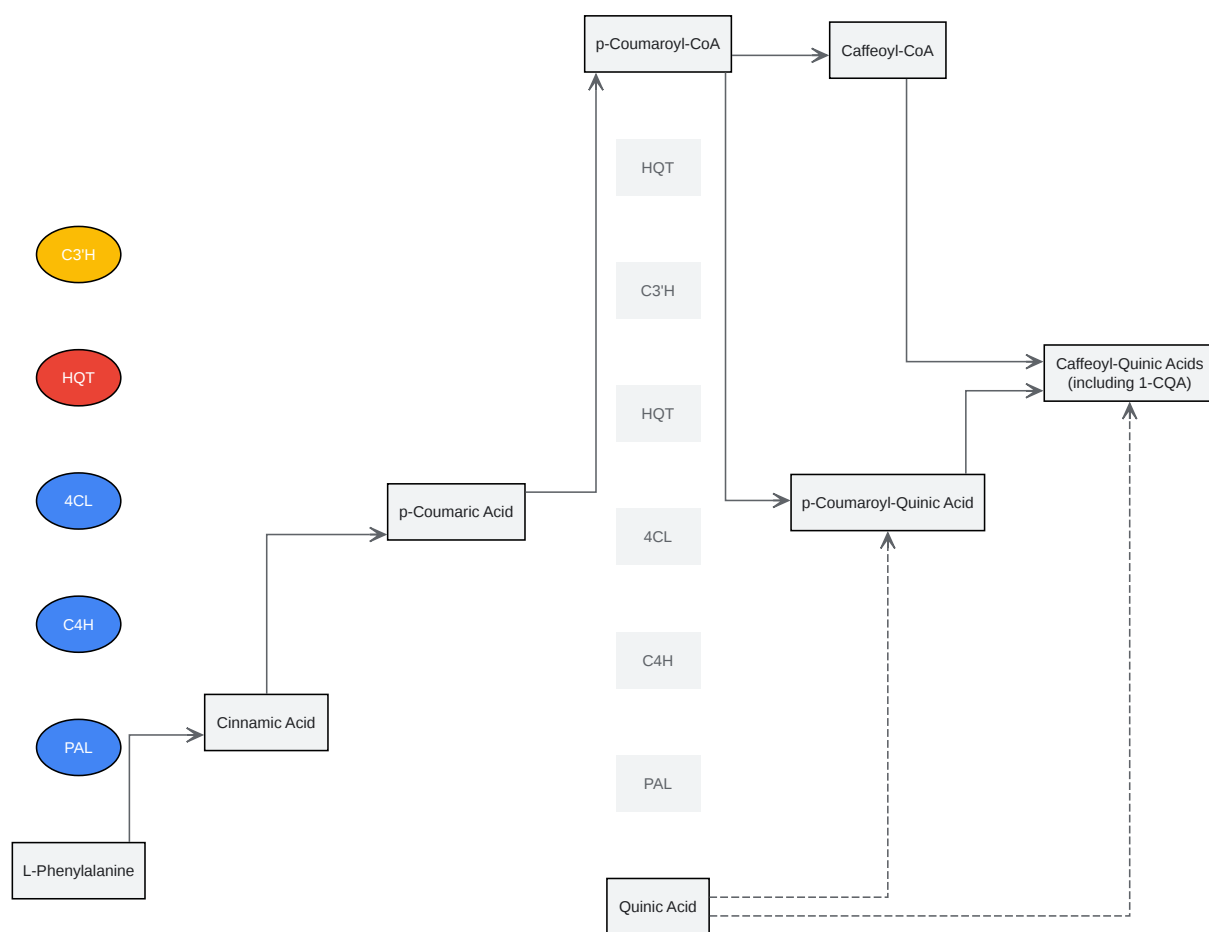 p-Coumaroyl-CoA
Caffeoyl-CoA
HQT
C3'H
C3'H
HQT
HQT
Caffeoyl-Quinic Acids
(including 1-CQA)
4CL
p-Coumaric Acid
p-Coumaroyl-Quinic Acid
4CL
C4H
C4H
Cinnamic Acid
PAL
PAL
L-Phenylalanine
Quinic Acid